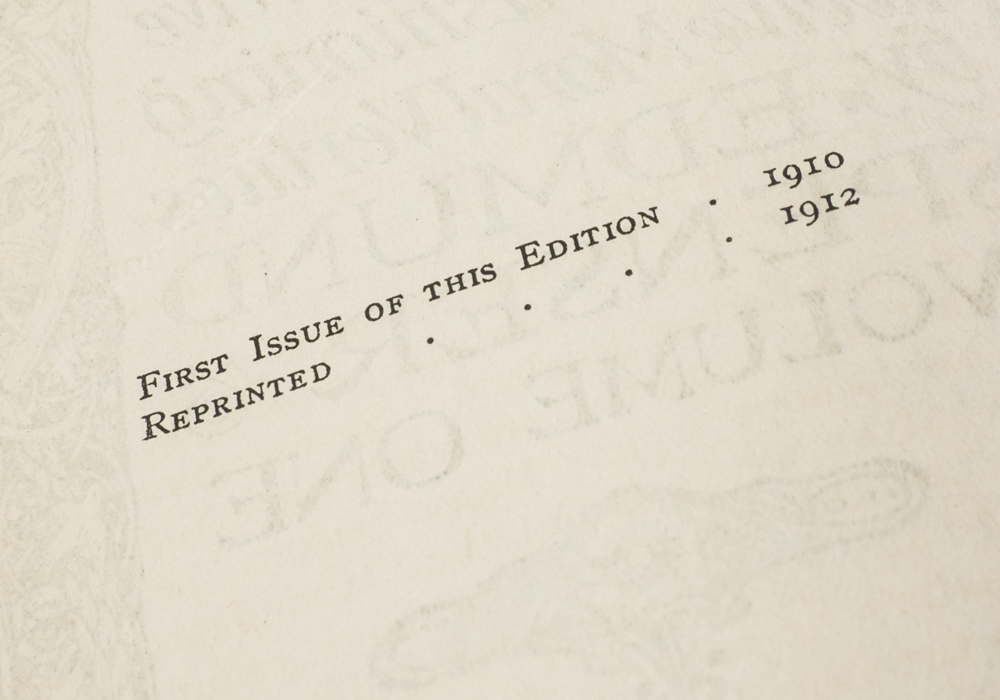 First Issue of this Edition . 1910
Reprinted . . . . 1912